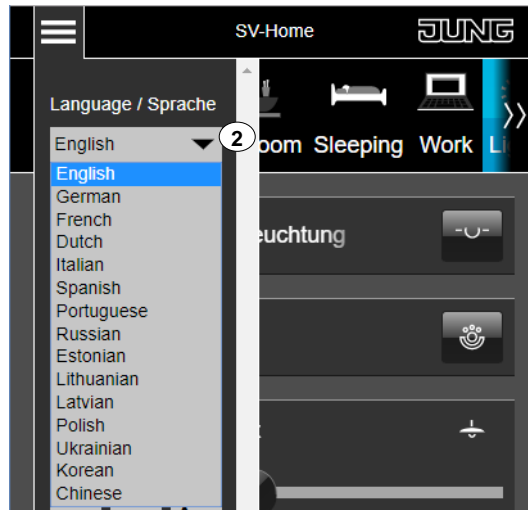 SV-Home
JUNG
Language / Sprache
English
2
oom
Sleeping
Work
Li
English
German
French
Dutch
Italian
Spanish
Portuguese
Russian
Estonian
Lithuanian
Latvian
Polish
Ukrainian
Korean
Chinese
euchtung